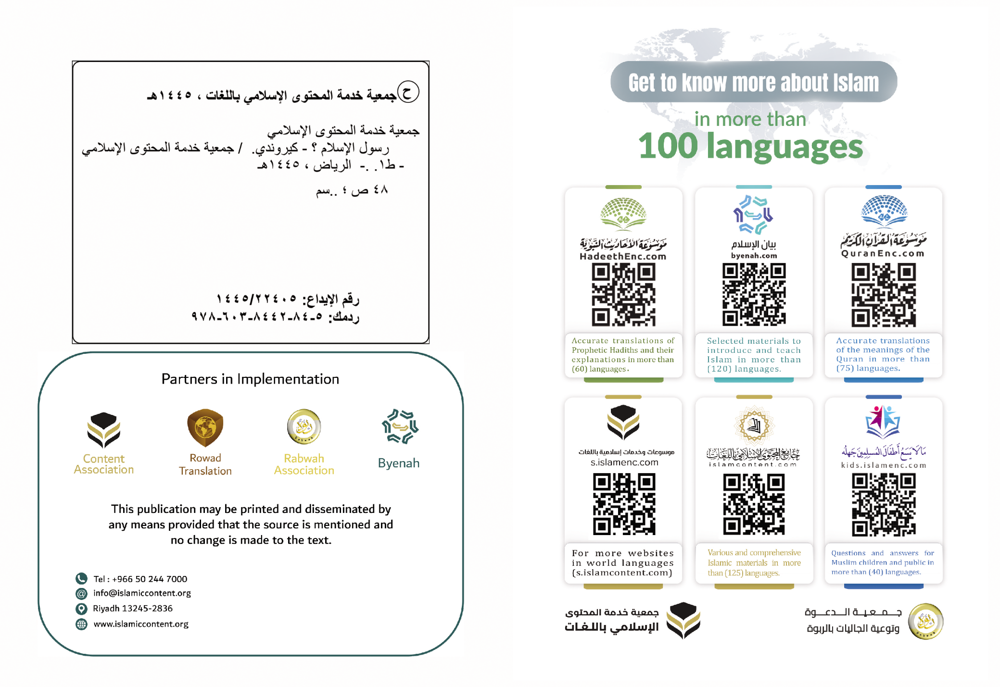 ح جمعية خدمة المحتوى الإسلامي باللغات ، ١٤٤٥هـ
جمعية خدمة المحتوى الإسلامي
رسول الإسلام ؟ - كيروندي. / جمعية خدمة المحتوى الإسلامي
- ط١. .- الرياض ، ١٤٤٥هـ
٤٨ ص ؛ ..سم
رقم الإيداع: ١٤٤٥/٢٢٤٠٥
ردمك: ٥-٨٤-٨٤٤٢-٦٠٣-٩٧٨
Partners in Implementation
Content
Association
Rowad
Translation
Rabwah
Association
Byenah
This publication may be printed and disseminated by
any means provided that the source is mentioned and
no change is made to the text.
Tel : +966 50 244 7000
info@islamiccontent.org
Riyadh 13245-2836
www.islamiccontent.org
Get to know more about Islam
in more than
100 languages
موسوعة الأحاديث النبوية
HadeethEnc.com
Accurate translations of
Prophetic Hadiths and their
explanations in more than
(60) languages.
بيان الإسلام
byenah.com
Selected materials to
introduce and teach
Islam in more than
(120) languages.
موسوعة القرآن الكريم
QuranEnc.com
Accurate translations
of the meanings of the
Quran in more than
(75) languages.
موسوعات وخدمات إسلامية باللغات
s.islamenc.com
For more websites
in world languages
(s.islamcontent.com)
جامع المحتوى الإسلامي باللغات
islamcontent.com
Various and comprehensive
Islamic materials in more
than (125) languages.
مَا لَا يَسَعُ أَطْفَالَ المُسْلِمِينَ جَهْلُهُ
kids.islamenc.com
Questions and answers for
Muslim children and public in
more than (40) languages.
جمعية خدمة المحتوى
الإسلامي باللغات
جمعية الدعوة
وتوعية الجاليات بالربوة